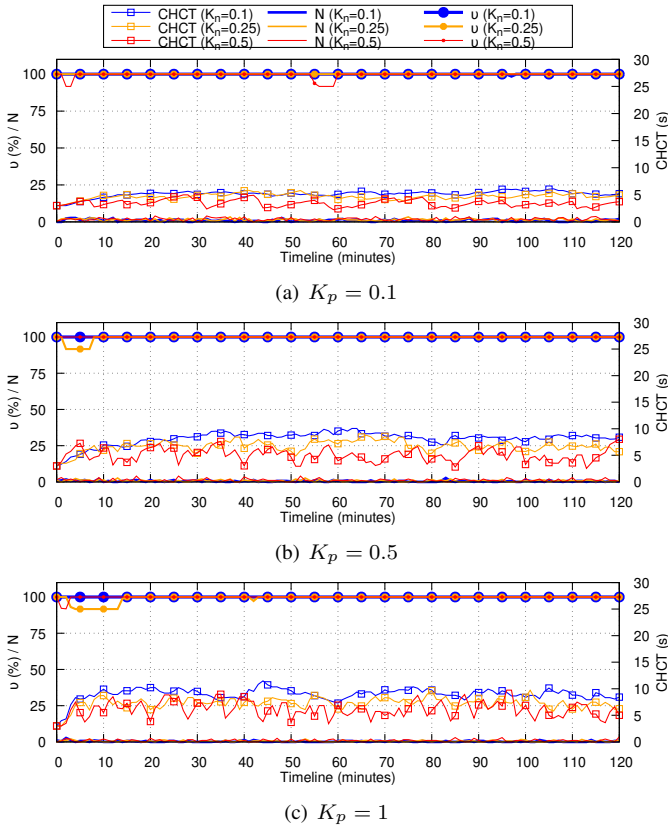 CHCT (Kn=0.1) N (Kn=0.1) υ (Kn=0.1)
CHCT (Kn=0.25) N (Kn=0.25) υ (Kn=0.25)
CHCT (Kn=0.5) N (Kn=0.5) υ (Kn=0.5)
υ (%) / N
100
75
50
25
0
30
25
20
15
10
5
0
CHCT (s)
0 10 20 30 40 50 60 70 80 90 100 110 120
Timeline (minutes)
(a) Kp = 0.1
υ (%) / N
100
75
50
25
0
30
25
20
15
10
5
0
CHCT (s)
0 10 20 30 40 50 60 70 80 90 100 110 120
Timeline (minutes)
(b) Kp = 0.5
υ (%) / N
100
75
50
25
0
30
25
20
15
10
5
0
CHCT (s)
0 10 20 30 40 50 60 70 80 90 100 110 120
Timeline (minutes)
(c) Kp = 1